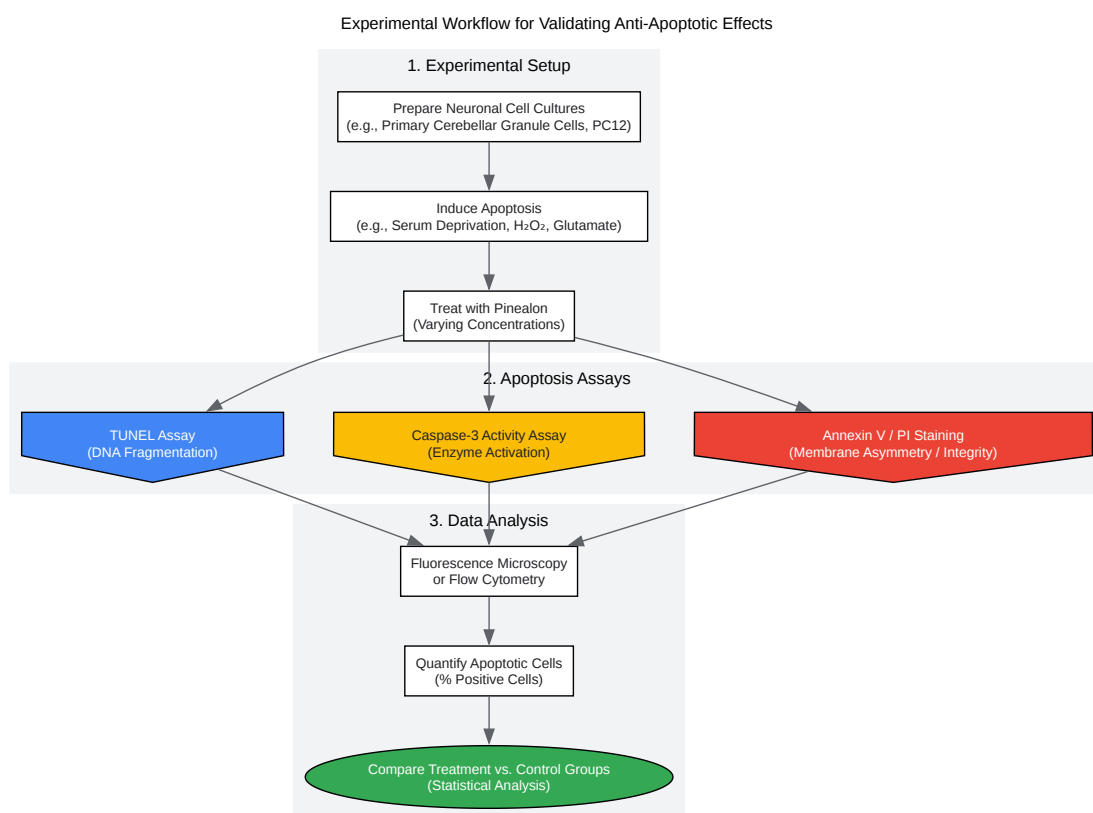 Experimental Workflow for Validating Anti-Apoptotic Effects
1. Experimental Setup
Prepare Neuronal Cell Cultures
(e.g., Primary Cerebellar Granule Cells, PC12)
Induce Apoptosis
(e.g., Serum Deprivation, H₂O₂, Glutamate)
Treat with Pinealon
(Varying Concentrations)
2. Apoptosis Assays
TUNEL Assay
(DNA Fragmentation)
Caspase-3 Activity Assay
(Enzyme Activation)
Annexin V / PI Staining
(Membrane Asymmetry / Integrity)
3. Data Analysis
Fluorescence Microscopy
or Flow Cytometry
Quantify Apoptotic Cells
(% Positive Cells)
Compare Treatment vs. Control Groups
(Statistical Analysis)